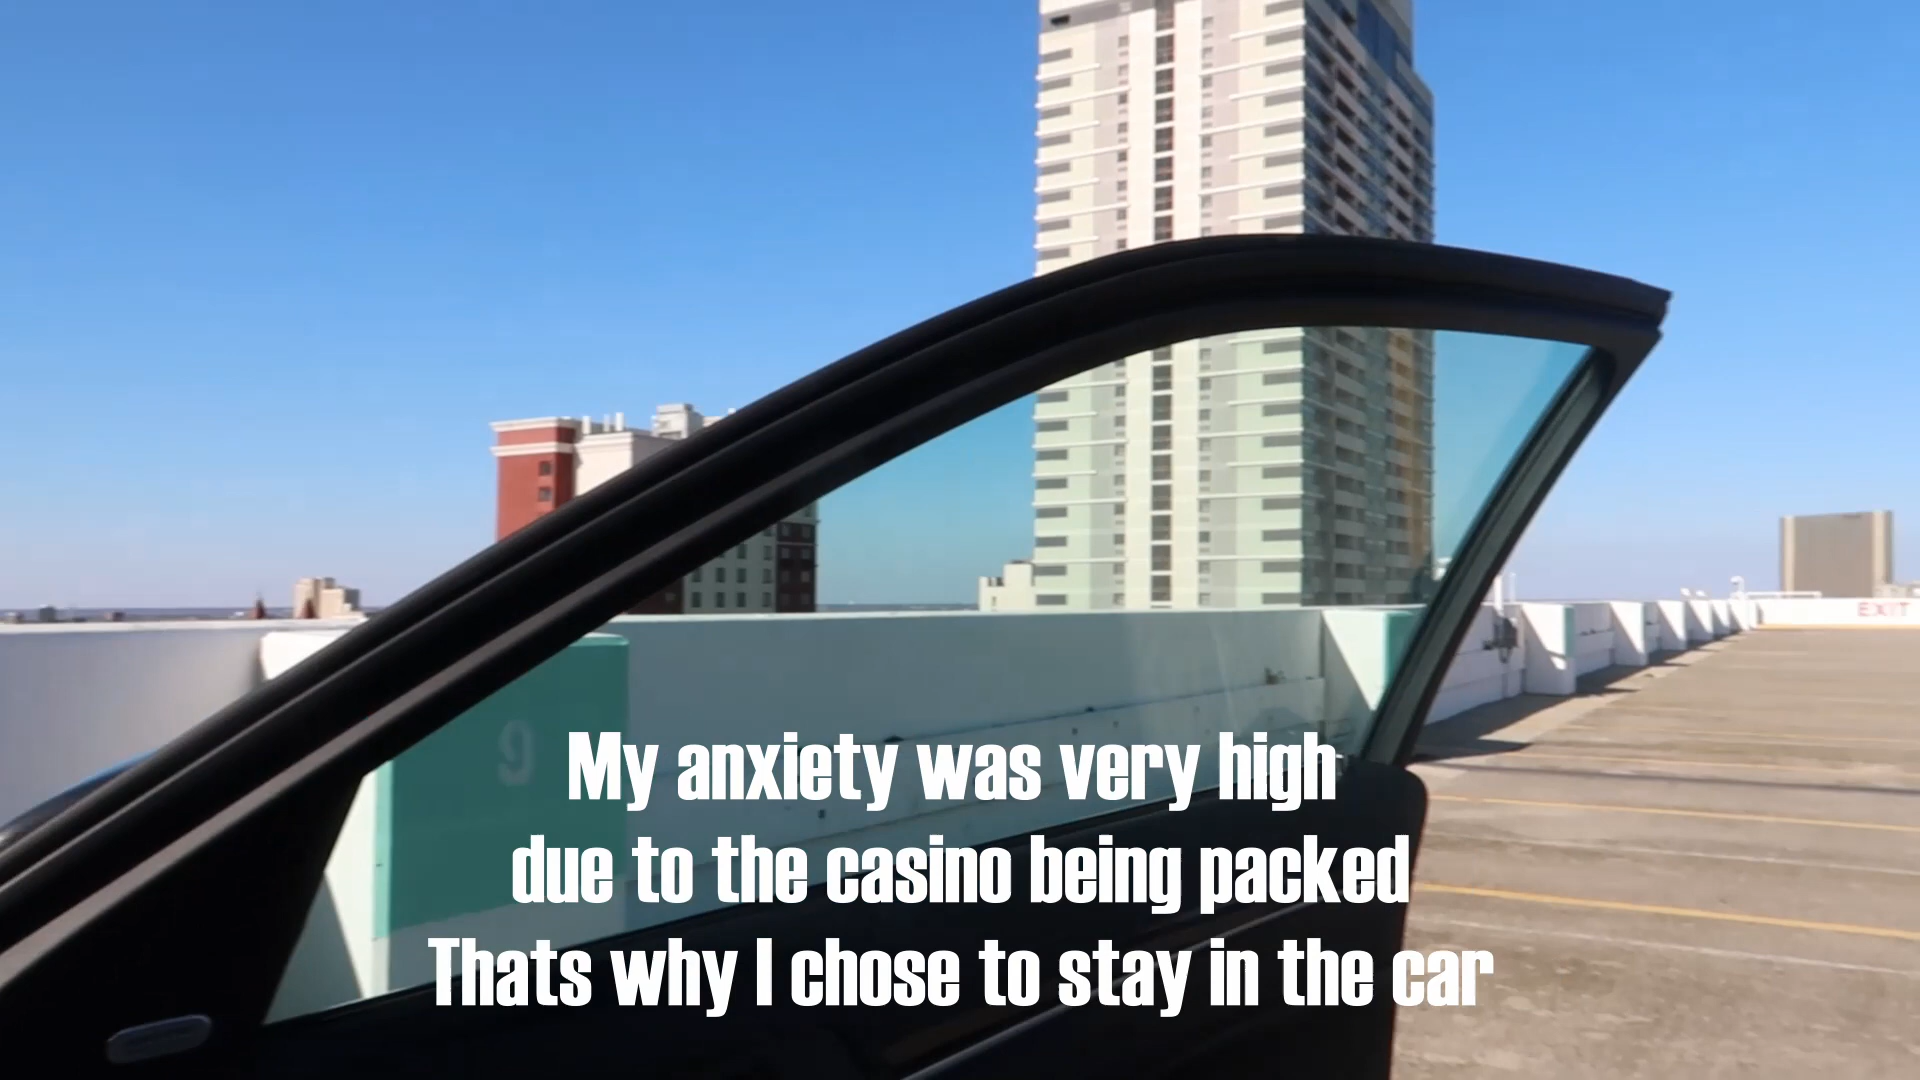 EXIT
9
My anxiety was very high
due to the casino being packed
Thats why I chose to stay in the car